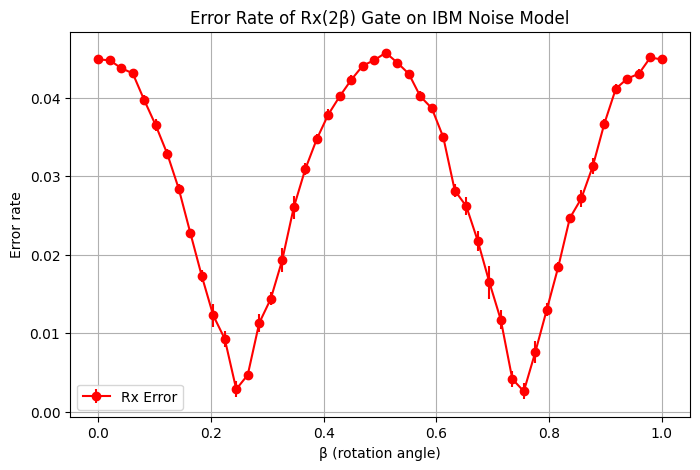 Error Rate of Rx(2β) Gate on IBM Noise Model
Error rate
0.04
0.03
0.02
0.01
0.00
Rx Error
0.0 0.2 0.4 0.6 0.8 1.0
β (rotation angle)